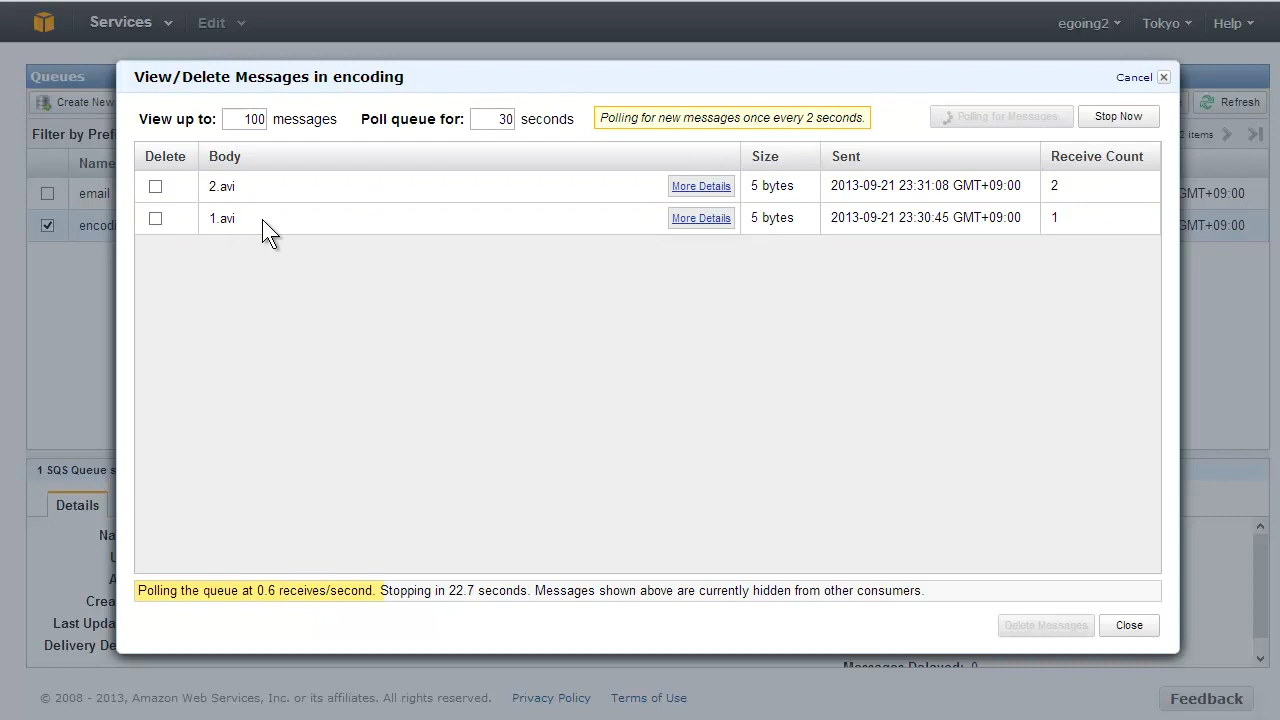 Services Edit egoing2 Tokyo Help
Queues
View/Delete Messages in encoding Cancel
Create New Refresh
View up to: 100 messages Poll queue for: 30 seconds Polling for new messages once every 2 seconds. Polling for Messages. Stop Now
Filter by Prefi 2 items
Delete Body Size Sent Receive Count
Name
2.avi More Details 5 bytes 2013-09-21 23:31:08 GMT+09:00 2
email GMT+09:00
1.avi More Details 5 bytes 2013-09-21 23:30:45 GMT+09:00 1
encodi GMT+09:00
1 SQS Queue s
Details
Na
U
A
Crea
Last Upda
Delivery De
Polling the queue at 0.6 receives/second. Stopping in 22.7 seconds. Messages shown above are currently hidden from other consumers.
Delete Messages Close
Messages Delayed: 0
© 2008 - 2013, Amazon Web Services, Inc. or its affiliates. All rights reserved. Privacy Policy Terms of Use Feedback